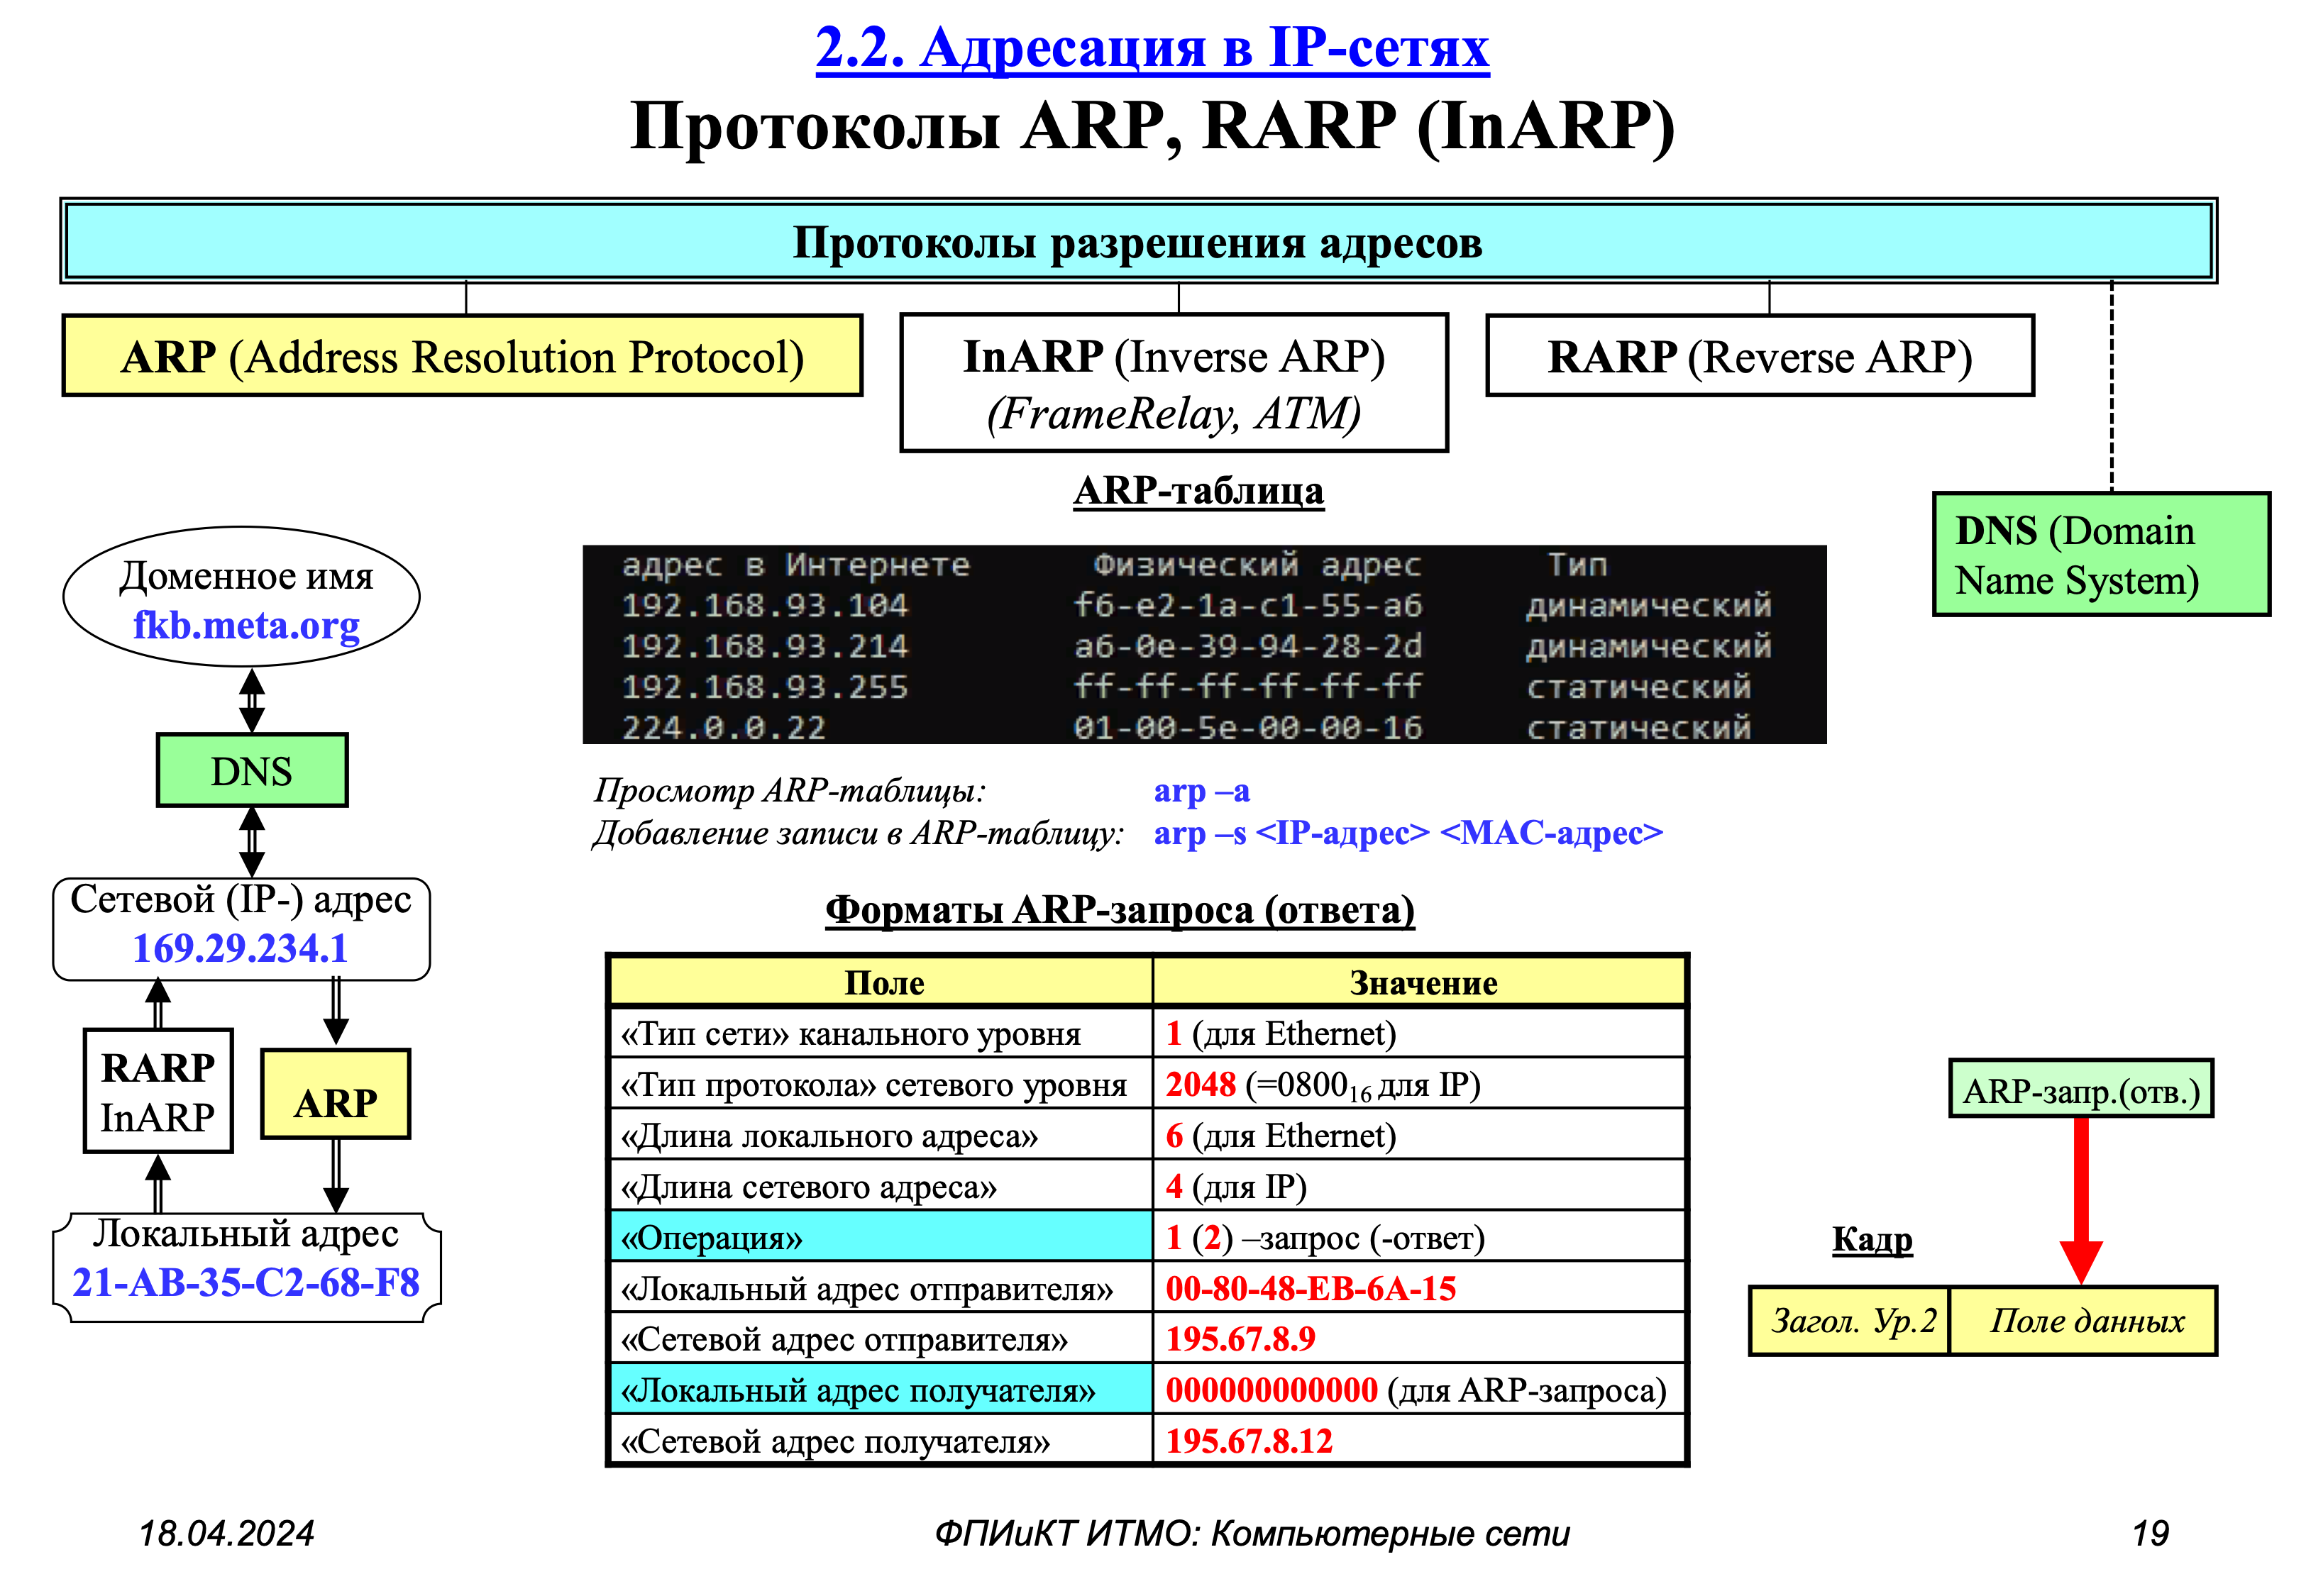 2.2. Адресация в IP-сетях
Протоколы ARP, RARP (InARP)
Протоколы разрешения адресов
ARP (Address Resolution Protocol)
InARP (Inverse ARP)
(FrameRelay, ATM)
RARP (Reverse ARP)
DNS (Domain
Name System)
Доменное имя
fkb.meta.org
DNS
Сетевой (IP-) адрес
169.29.234.1
RARP
InARP
ARP
Локальный адрес
21-AB-35-C2-68-F8
ARP-таблица
адрес в Интернете Физический адрес Тип
192.168.93.104 f6-e2-1a-c1-55-a6 динамический
192.168.93.214 a6-0e-39-94-28-2d динамический
192.168.93.255 ff-ff-ff-ff-ff-ff статический
224.0.0.22 01-00-5e-00-00-16 статический
Просмотр ARP-таблицы: arp –a
Добавление записи в ARP-таблицу: arp –s <IP-адрес> <MAC-адрес>
Форматы ARP-запроса (ответа)
Поле Значение
«Тип сети» канального уровня 1 (для Ethernet)
«Тип протокола» сетевого уровня 2048 (=0800₁₆ для IP)
«Длина локального адреса» 6 (для Ethernet)
«Длина сетевого адреса» 4 (для IP)
«Операция» 1 (2) –запрос (-ответ)
«Локальный адрес отправителя» 00-80-48-EB-6A-15
«Сетевой адрес отправителя» 195.67.8.9
«Локальный адрес получателя» 000000000000 (для ARP-запроса)
«Сетевой адрес получателя» 195.67.8.12
ARP-запр.(отв.)
Кадр
Загол. Ур.2 Поле данных
18.04.2024 ФПИиКТ ИТМО: Компьютерные сети 19